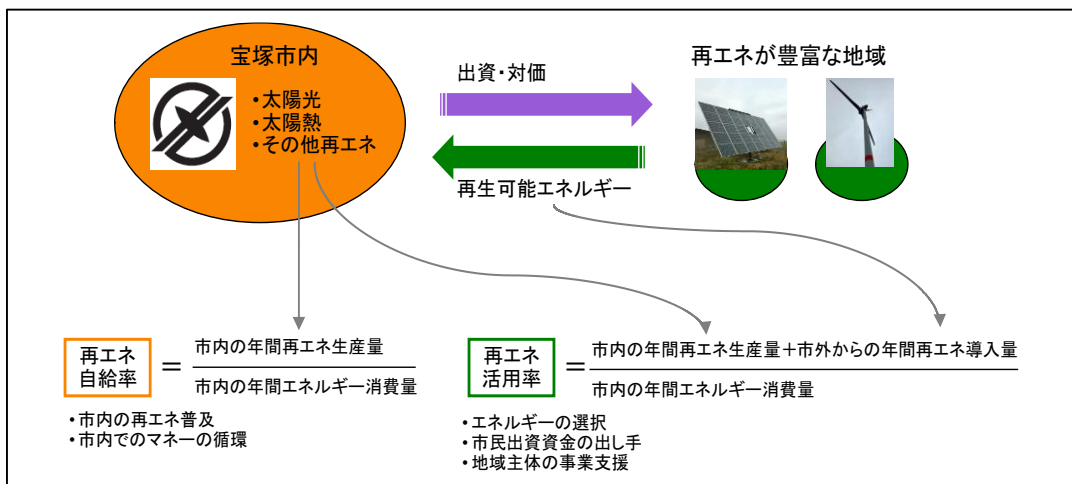 宝塚市内
・太陽光
・太陽熱
・その他再エネ
出資・対価
再生可能エネルギー
再エネが豊富な地域
再エネ
自給率
=
市内の年間再エネ生産量
市内の年間エネルギー消費量
・市内の再エネ普及
・市内でのマネーの循環
再エネ
活用率
=
市内の年間再エネ生産量+市外からの年間再エネ導入量
市内の年間エネルギー消費量
・エネルギーの選択
・市民出資資金の出し手
・地域主体の事業支援